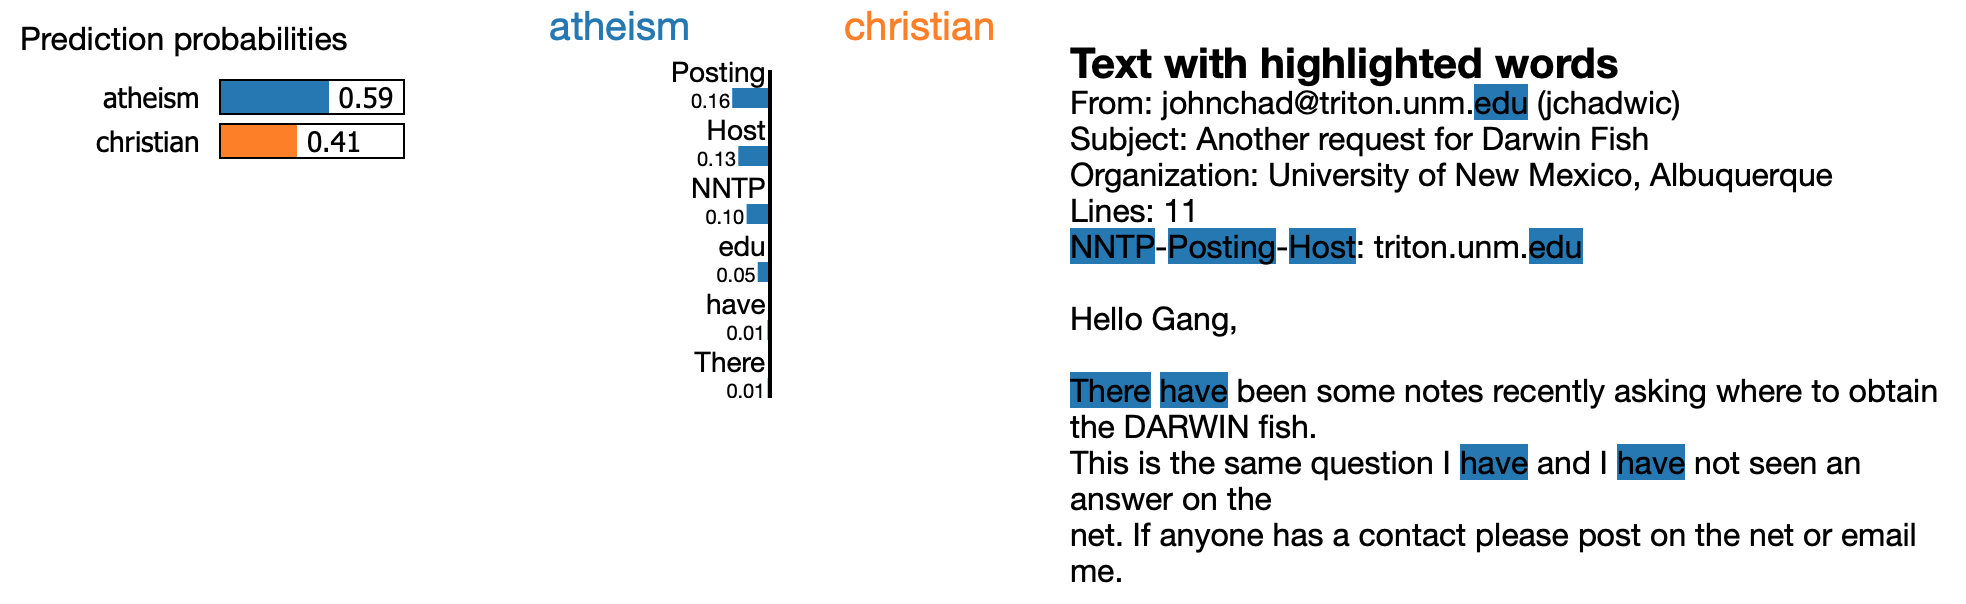 Prediction probabilities
atheism 0.59
christian 0.41
atheism christian
Posting
0.16
Host
0.13
NNTP
0.10
edu
0.05
have
0.01
There
0.01
Text with highlighted words
From: johnchad@triton.unm.edu (jchadwic)
Subject: Another request for Darwin Fish
Organization: University of New Mexico, Albuquerque
Lines: 11
NNTP-Posting-Host: triton.unm.edu
Hello Gang,
There have been some notes recently asking where to obtain
the DARWIN fish.
This is the same question I have and I have not seen an
answer on the
net. If anyone has a contact please post on the net or email
me.